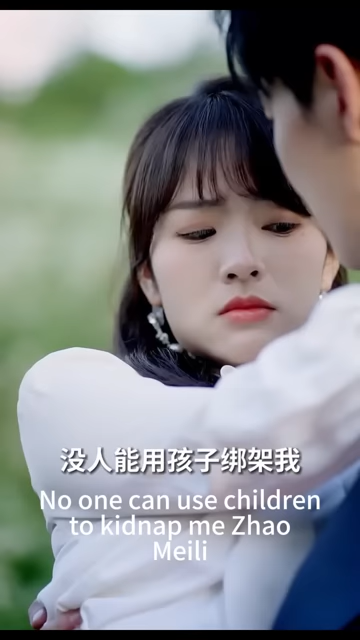 没人能用孩子绑架我
No one can use children
to kidnap me Zhao
Meili